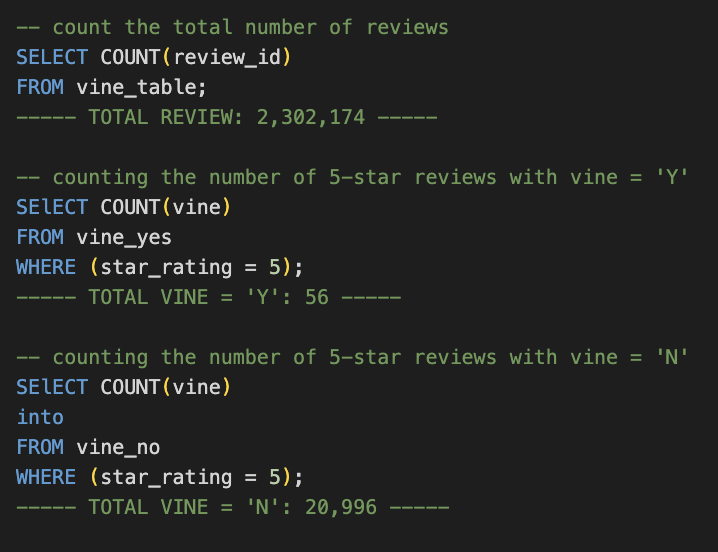 -- count the total number of reviews
SELECT COUNT(review_id)
FROM vine_table;
----- TOTAL REVIEW: 2,302,174 -----
-- counting the number of 5-star reviews with vine = 'Y'
SElECT COUNT(vine)
FROM vine_yes
WHERE (star_rating = 5);
----- TOTAL VINE = 'Y': 56 -----
-- counting the number of 5-star reviews with vine = 'N'
SElECT COUNT(vine)
into
FROM vine_no
WHERE (star_rating = 5);
----- TOTAL VINE = 'N': 20,996 -----